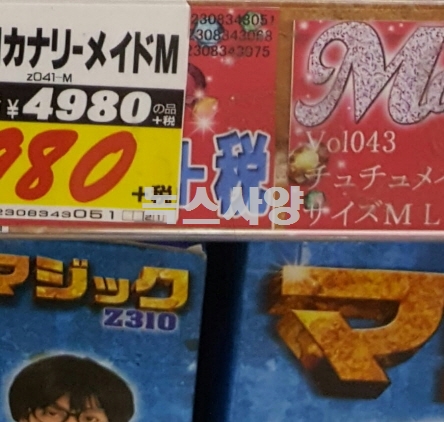 カナリーメイドM
z041-M
¥4980の品
+税
980 +税
2308343051
2308343051
2308343068
2308343075
+税
Vol043
チュチュメイ
サイズM L
녹스사양
マジック
Z310
マ